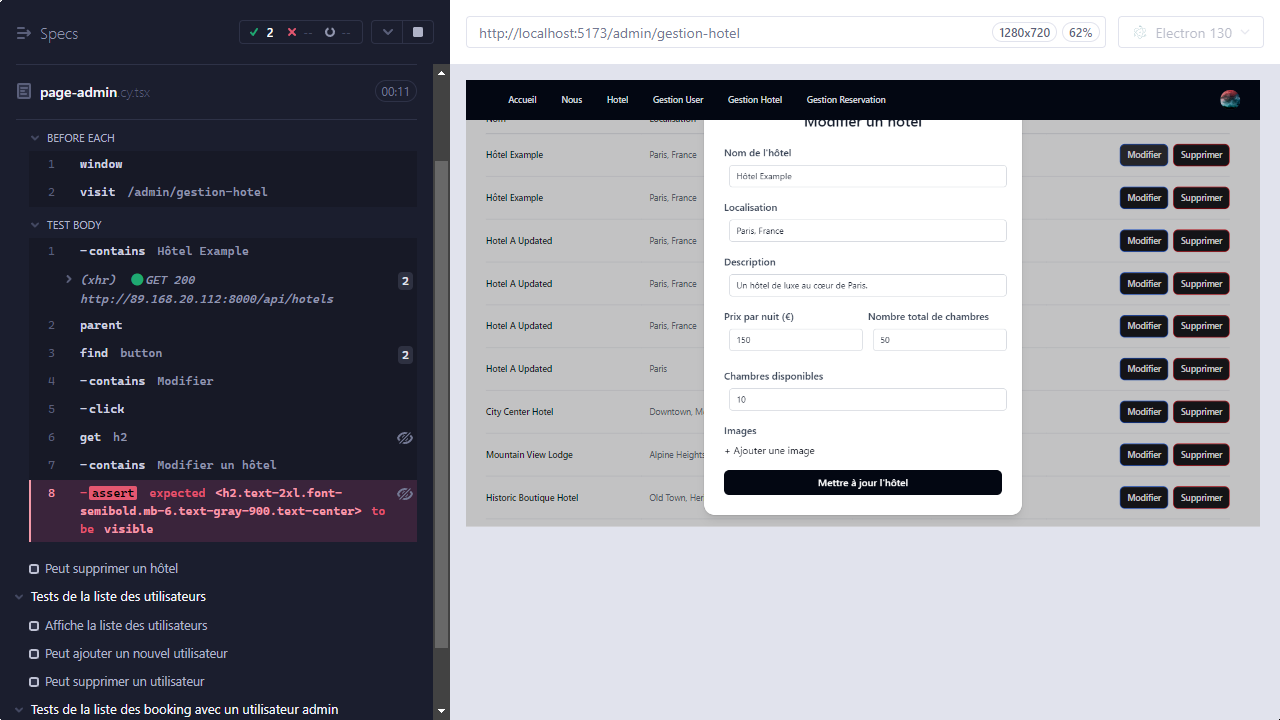 Specs
2
--
--
page-admin.cy.tsx
00:11
BEFORE EACH
1 window
2 visit /admin/gestion-hotel
TEST BODY
1 -contains Hôtel Example
(xhr) GET 200 2
http://89.168.20.112:8000/api/hotels
2 parent
3 find button 2
4 -contains Modifier
5 -click
6 get h2
7 -contains Modifier un hôtel
8 -assert expected <h2.text-2xl.font-
semibold.mb-6.text-gray-900.text-center> to
be visible
Peut supprimer un hôtel
Tests de la liste des utilisateurs
Affiche la liste des utilisateurs
Peut ajouter un nouvel utilisateur
Peut supprimer un utilisateur
Tests de la liste des booking avec un utilisateur admin
http://localhost:5173/admin/gestion-hotel
1280x720
62%
Electron 130
Accueil Nous Hotel Gestion User Gestion Hotel Gestion Reservation
Modifier un hôtel
Hôtel Example Paris, France Modifier Supprimer
Hôtel Example Paris, France Modifier Supprimer
Hotel A Updated Paris, France Modifier Supprimer
Hotel A Updated Paris, France Modifier Supprimer
Hotel A Updated Paris, France Modifier Supprimer
Hotel A Updated Paris Modifier Supprimer
City Center Hotel Downtown, Modifier Supprimer
Mountain View Lodge Alpine Heights Modifier Supprimer
Historic Boutique Hotel Old Town, Modifier Supprimer
Nom de l'hôtel
Hôtel Example
Localisation
Paris, France
Description
Un hôtel de luxe au cœur de Paris.
Prix par nuit (€) Nombre total de chambres
150 50
Chambres disponibles
10
Images
+ Ajouter une image
Mettre à jour l'hôtel